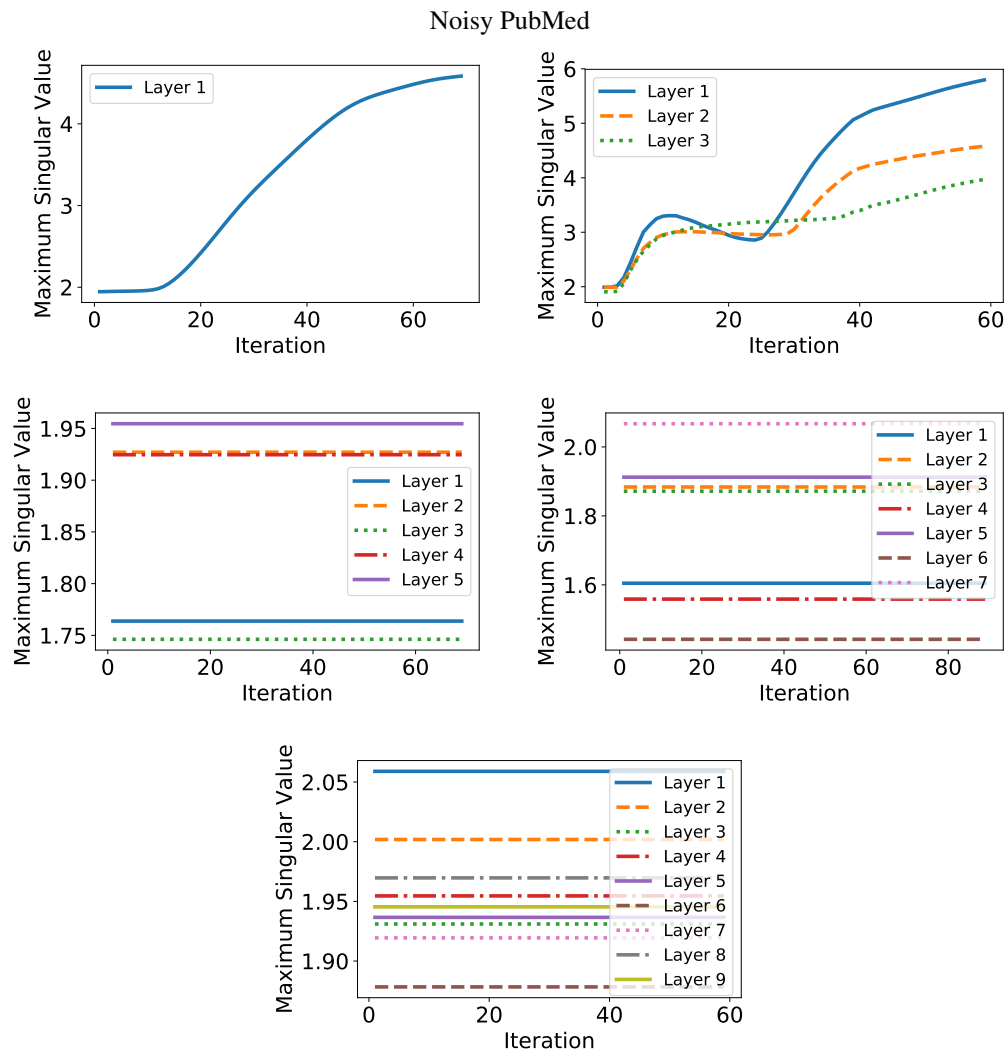 Noisy PubMed
Maximum Singular Value
4
3
2
Layer 1
0 20 40 60
Iteration
Maximum Singular Value
6
5
4
3
2
Layer 1
Layer 2
Layer 3
0 20 40 60
Iteration
Maximum Singular Value
1.95
1.90
1.85
1.80
1.75
Layer 1
Layer 2
Layer 3
Layer 4
Layer 5
0 20 40 60
Iteration
Maximum Singular Value
2.0
1.8
1.6
Layer 1
Layer 2
Layer 3
Layer 4
Layer 5
Layer 6
Layer 7
0 20 40 60 80
Iteration
Maximum Singular Value
2.05
2.00
1.95
1.90
Layer 1
Layer 2
Layer 3
Layer 4
Layer 5
Layer 6
Layer 7
Layer 8
Layer 9
0 20 40 60
Iteration